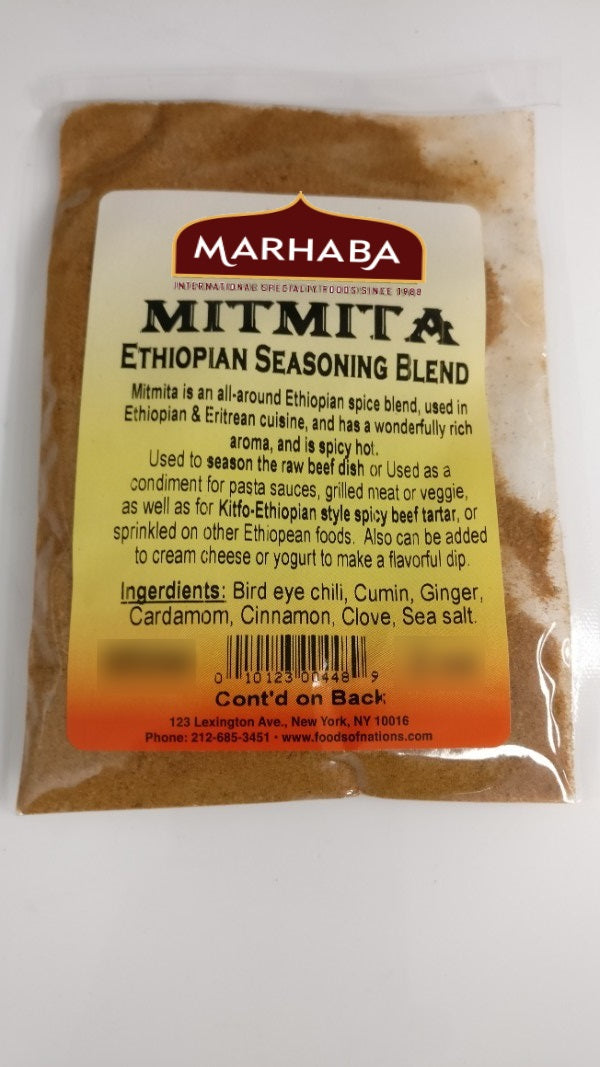 MARHABA
INTERNATIONAL SPECIALTY FOODS SINCE 1988
MITMITA
ETHIOPIAN SEASONING BLEND
Mitmita is an all-around Ethiopian spice blend, used in
Ethiopian & Eritrean cuisine, and has a wonderfully rich
aroma, and is spicy hot.
Used to season the raw beef dish or Used as a
condiment for pasta sauces, grilled meat or veggie,
as well as for Kitfo-Ethiopian style spicy beef tartar, or
sprinkled on other Ethiopean foods. Also can be added
to cream cheese or yogurt to make a flavorful dip.
Ingerdients: Bird eye chili, Cumin, Ginger,
Cardamom, Cinnamon, Clove, Sea salt.
0 10123 00448 9
Cont'd on Back
123 Lexington Ave., New York, NY 10016
Phone: 212-685-3451 • www.foodsofnations.com